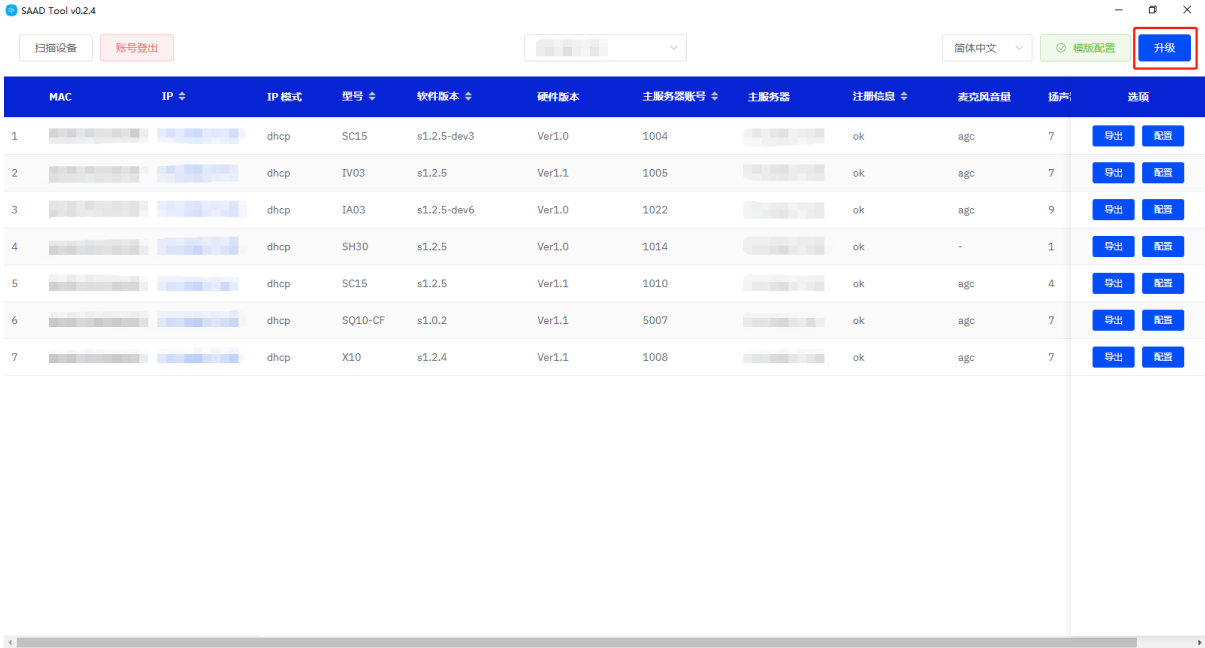 SAAD Tool v0.2.4
扫描设备 账号登出 简体中文 模版配置 升级
MAC IP IP 模式 型号 软件版本 硬件版本 主服务器账号 主服务器 注册信息 麦克风音量 扬声 选项
1 dhcp SC15 s1.2.5-dev3 Ver1.0 1004 ok agc 7 导出 配置
2 dhcp IV03 s1.2.5 Ver1.1 1005 ok agc 7 导出 配置
3 dhcp IA03 s1.2.5-dev6 Ver1.0 1022 ok agc 9 导出 配置
4 dhcp SH30 s1.2.5 Ver1.0 1014 ok - 1 导出 配置
5 dhcp SC15 s1.2.5 Ver1.1 1010 ok agc 4 导出 配置
6 dhcp SQ10-CF s1.0.2 Ver1.1 5007 ok agc 7 导出 配置
7 dhcp X10 s1.2.4 Ver1.1 1008 ok agc 7 导出 配置